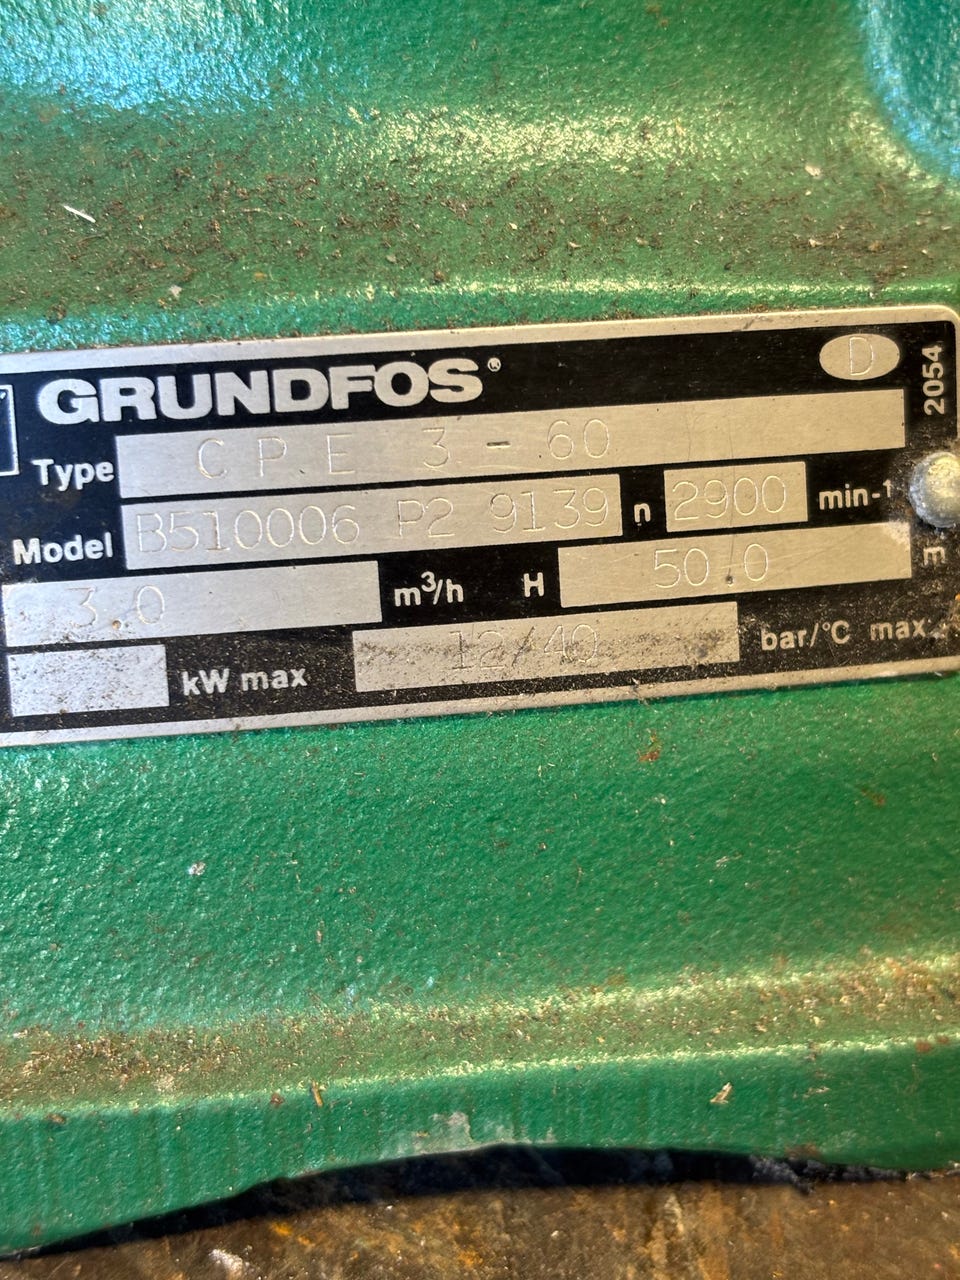 GRUNDFOS® D 2054
Type CPE 3-60
Model B510006 P2 9139 n 2900 min-1
3.0 m³/h H 50.0 m
kW max 12/40 bar/°C max.